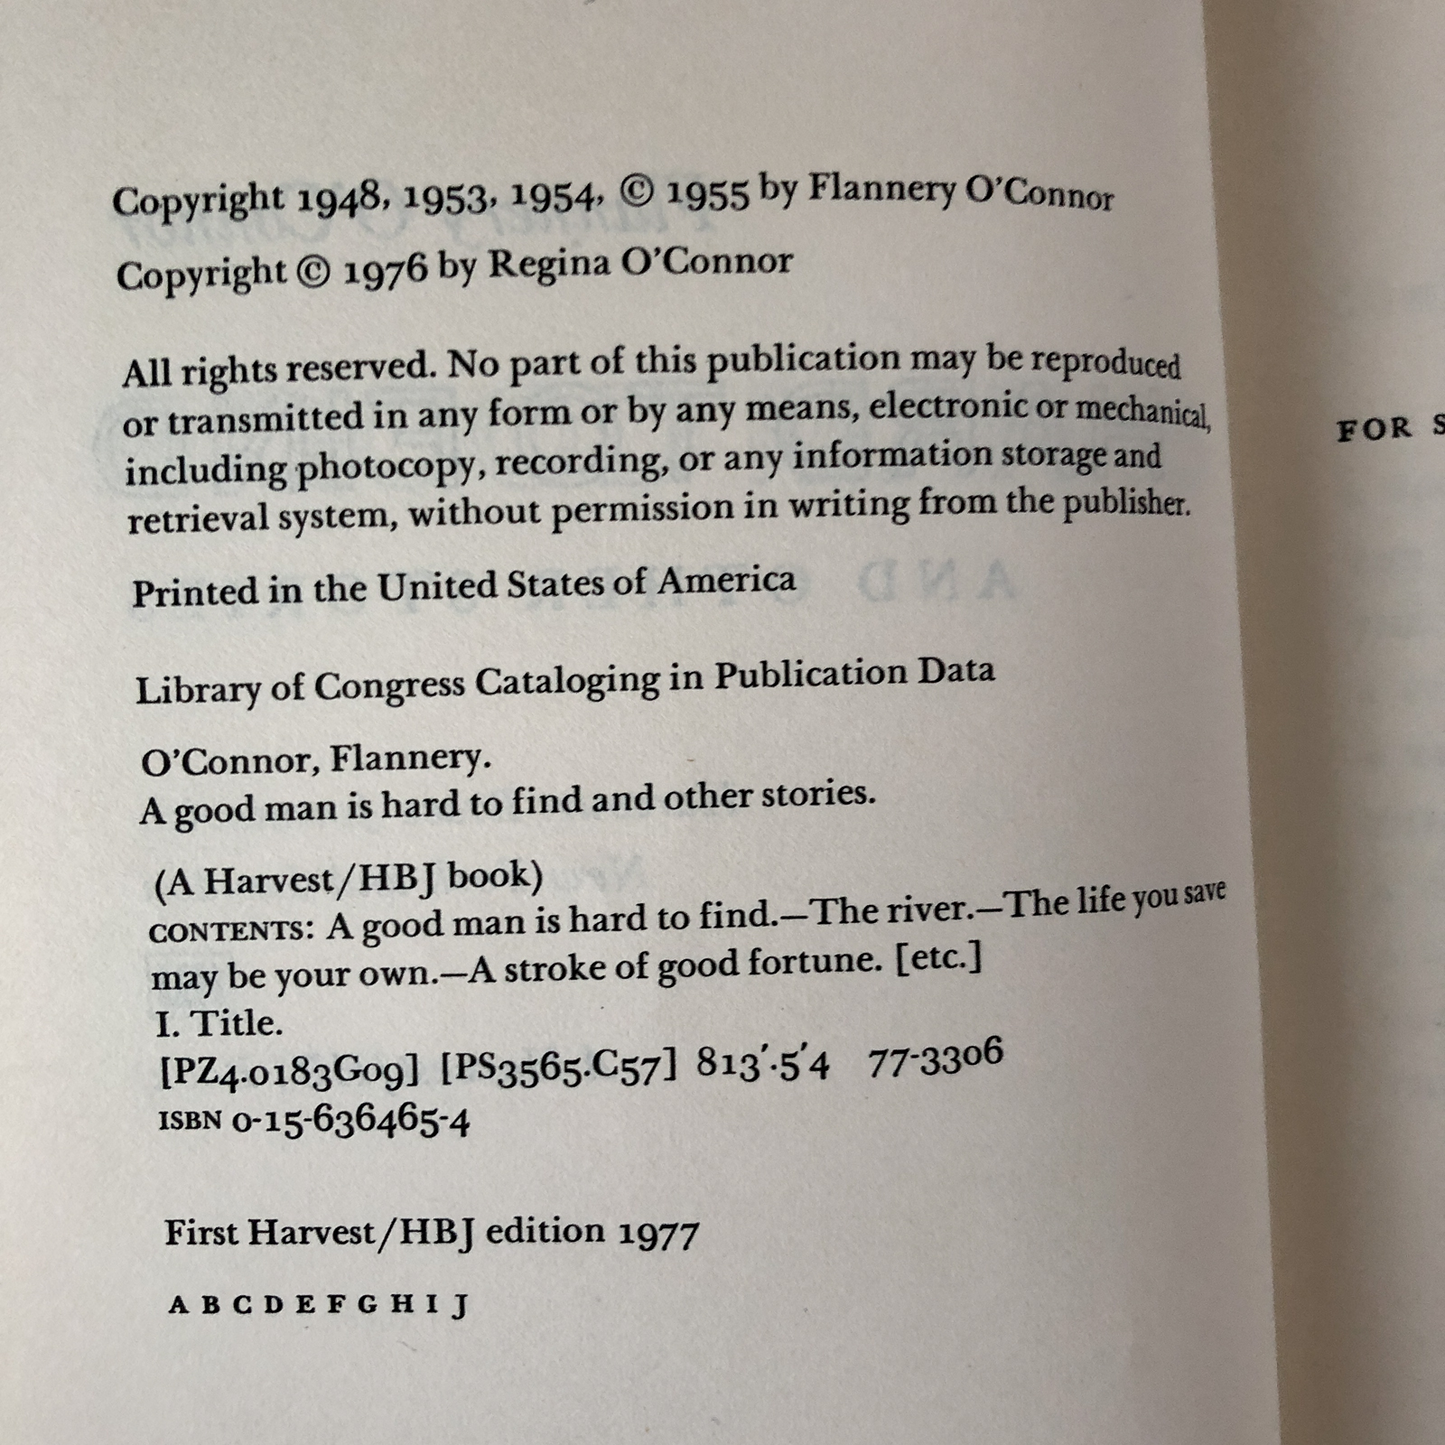 Copyright 1948, 1953, 1954, © 1955 by Flannery O'Connor
Copyright © 1976 by Regina O'Connor
All rights reserved. No part of this publication may be reproduced
or transmitted in any form or by any means, electronic or mechanical,
including photocopy, recording, or any information storage and
retrieval system, without permission in writing from the publisher.
Printed in the United States of America
Library of Congress Cataloging in Publication Data
O'Connor, Flannery.
A good man is hard to find and other stories.
(A Harvest/HBJ book)
CONTENTS: A good man is hard to find.—The river.—The life you save
may be your own.—A stroke of good fortune. [etc.]
I. Title.
[PZ4.0183Go9] [PS3565.C57] 813'.5'4 77-3306
ISBN 0-15-636465-4
First Harvest/HBJ edition 1977
A B C D E F G H I J
FOR S